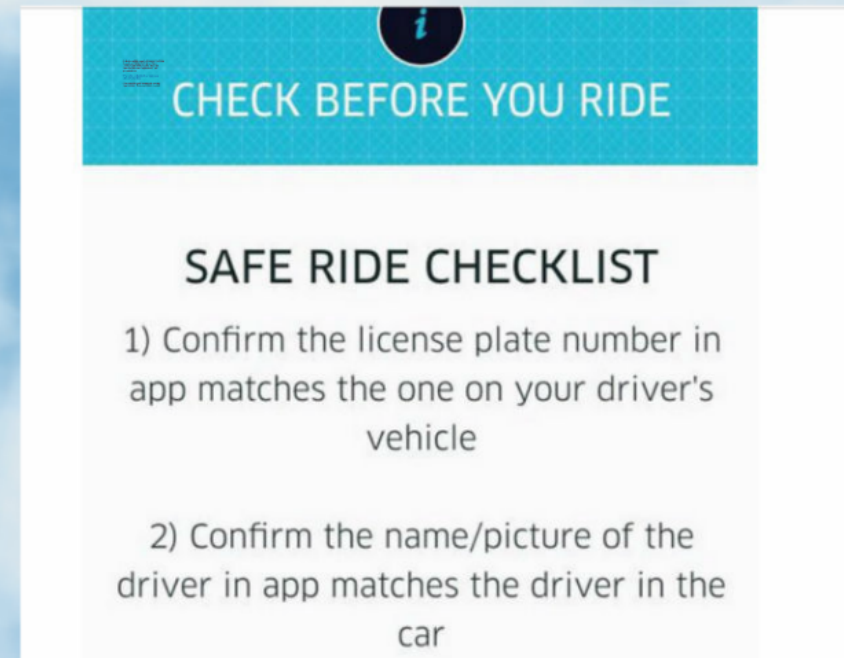 i
CHECK BEFORE YOU RIDE
SAFE RIDE CHECKLIST
1) Confirm the license plate number in
app matches the one on your driver's
vehicle
2) Confirm the name/picture of the
driver in app matches the driver in the
car